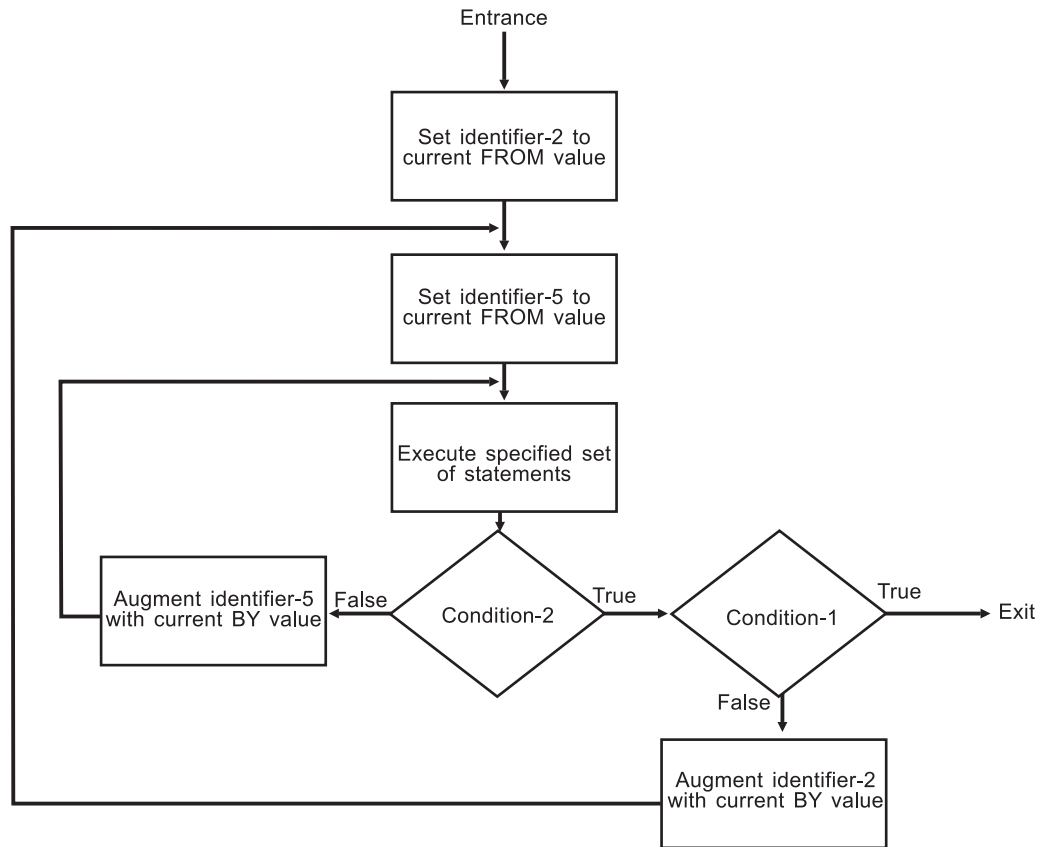 Entrance
Set identifier-2 to
current FROM value
Set identifier-5 to
current FROM value
Execute specified set
of statements
Augment identifier-5
with current BY value
False
Condition-2
True
Condition-1
True
Exit
False
Augment identifier-2
with current BY value